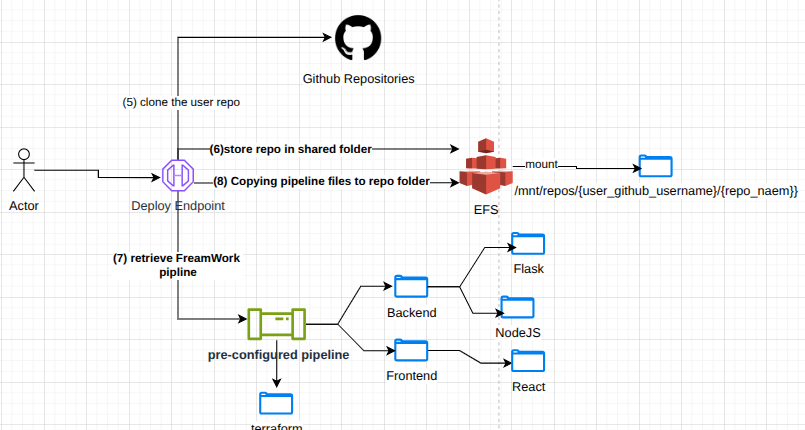 Github Repositories
(5) clone the user repo
(6)store repo in shared folder
mount
(8) Copying pipeline files to repo folder
/mnt/repos/{user_github_username}/{repo_naem}}
Actor
Deploy Endpoint
EFS
(7) retrieve FreamWork
pipline
Flask
Backend
NodeJS
pre-configured pipeline
Frontend
React
terraform